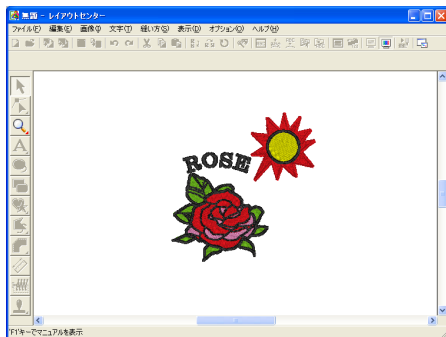 無題 - レイアウトセンター
ファイル(F) 編集(E) 画像(I) 文字(T) 縫い方(S) 表示(D) オプション(O) ヘルプ(H)
ROSE
'F1'キーでマニュアルを表示